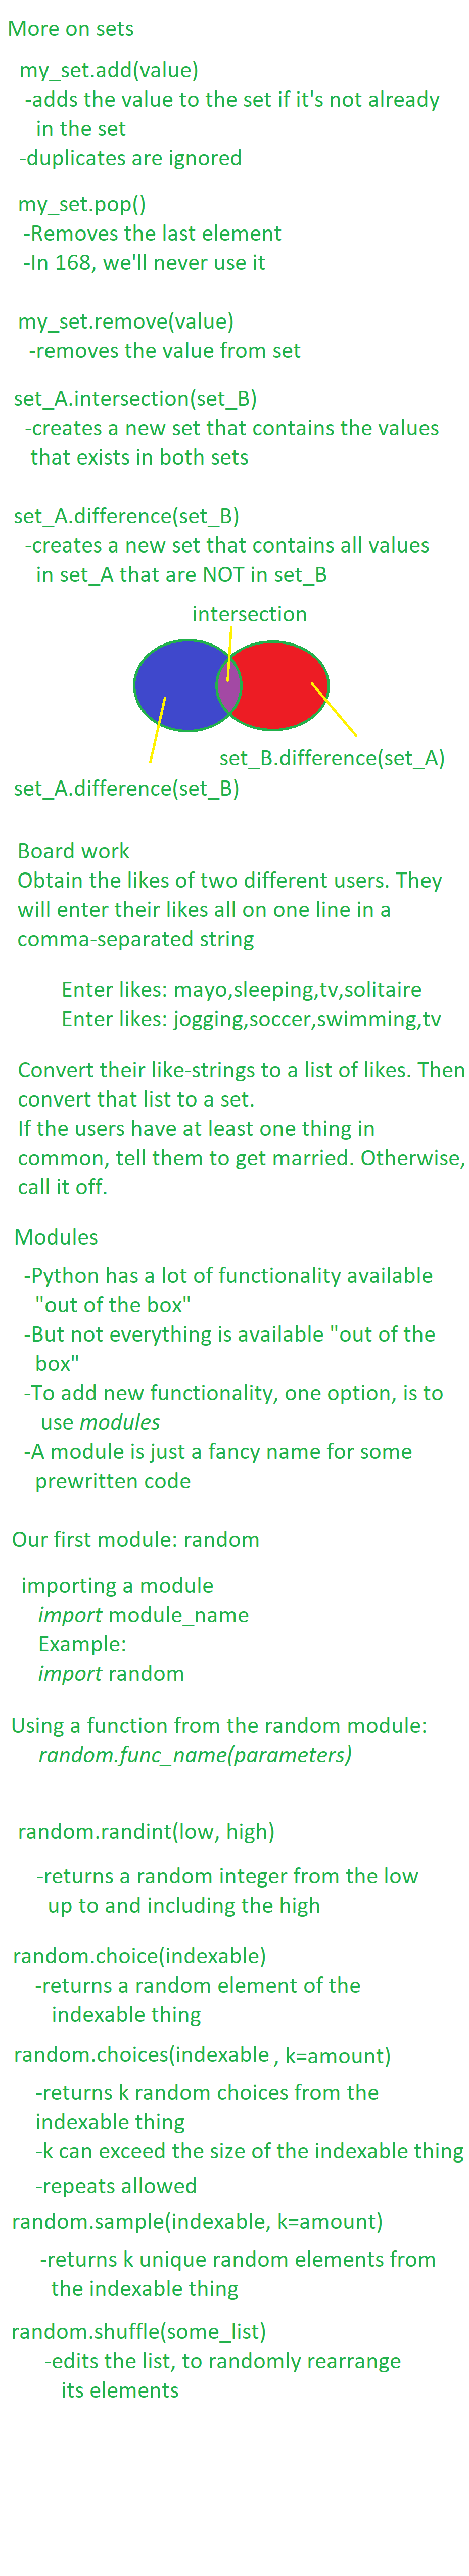 More on sets
my_set.add(value)
-adds the value to the set if it's not already
in the set
-duplicates are ignored
my_set.pop()
-Removes the last element
-In 168, we'll never use it
my_set.remove(value)
-removes the value from set
set_A.intersection(set_B)
-creates a new set that contains the values
that exists in both sets
set_A.difference(set_B)
-creates a new set that contains all values
in set_A that are NOT in set_B
intersection
set_B.difference(set_A)
set_A.difference(set_B)
Board work
Obtain the likes of two different users. They
will enter their likes all on one line in a
comma-separated string
Enter likes: mayo,sleeping,tv,solitaire
Enter likes: jogging,soccer,swimming,tv
Convert their like-strings to a list of likes. Then
convert that list to a set.
If the users have at least one thing in
common, tell them to get married. Otherwise,
call it off.
Modules
-Python has a lot of functionality available
"out of the box"
-But not everything is available "out of the
box"
-To add new functionality, one option, is to
use modules
-A module is just a fancy name for some
prewritten code
Our first module: random
importing a module
import module_name
Example:
import random
Using a function from the random module:
random.func_name(parameters)
random.randint(low, high)
-returns a random integer from the low
up to and including the high
random.choice(indexable)
-returns a random element of the
indexable thing
random.choices(indexable , k=amount)
-returns k random choices from the
indexable thing
-k can exceed the size of the indexable thing
-repeats allowed
random.sample(indexable, k=amount)
-returns k unique random elements from
the indexable thing
random.shuffle(some_list)
-edits the list, to randomly rearrange
its elements